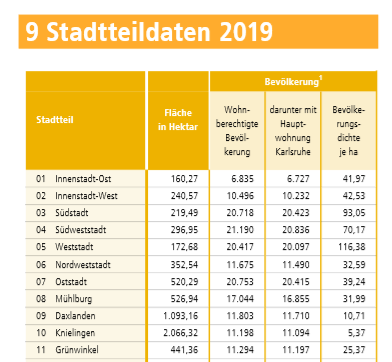 9 Stadtteildaten 2019
Bevölkerung¹
Stadtteil
Fläche
in Hektar
Wohn-
berechtigte
Bevöl-
kerung
darunter mit
Haupt-
wohnung
Karlsruhe
Bevölke-
rungs-
dichte
je ha
01 Innenstadt-Ost 160,27 6.835 6.727 41,97
02 Innenstadt-West 240,57 10.496 10.232 42,53
03 Südstadt 219,49 20.718 20.423 93,05
04 Südweststadt 296,95 21.190 20.836 70,17
05 Weststadt 172,68 20.417 20.097 116,38
06 Nordweststadt 352,54 11.675 11.490 32,59
07 Oststadt 520,29 20.753 20.415 39,24
08 Mühlburg 526,94 17.044 16.855 31,99
09 Daxlanden 1.093,16 11.803 11.710 10,71
10 Knielingen 2.066,32 11.198 11.094 5,37
11 Grünwinkel 441,36 11.294 11.197 25,37